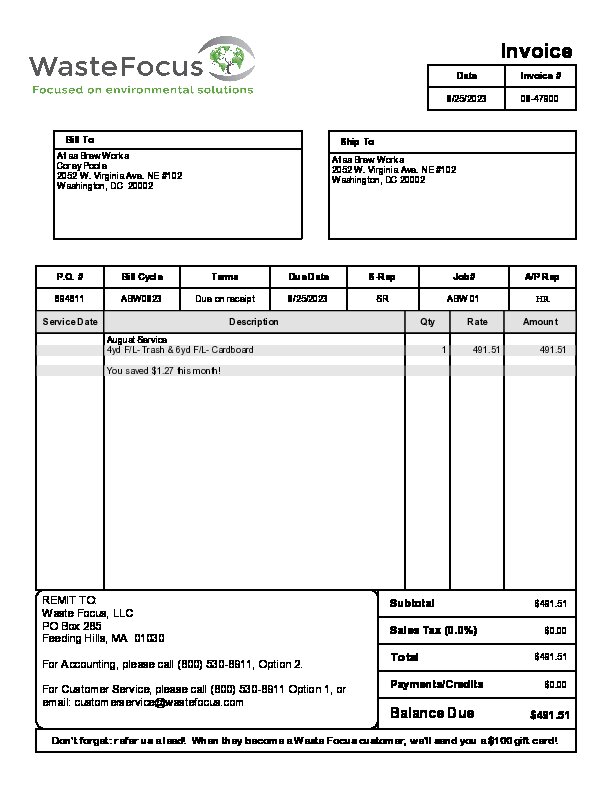 WasteFocus
Focused on environmental solutions
Invoice
Date Invoice #
8/25/2023 08-47900
Bill To
Atlas Brew Works
Corey Poole
2052 W. Virginia Ave. NE #102
Washington, DC 20002
Ship To
Atlas Brew Works
2052 W. Virginia Ave. NE #102
Washington, DC 20002
P.O. # Bill Cycle Terms Due Date S-Rep Job# A/P Rep
894811 ABW0823 Due on receipt 8/25/2023 SR ABW 01 HR
Service Date Description Qty Rate Amount
August Service
4yd F/L- Trash & 6yd F/L- Cardboard 1 491.51 491.51
You saved $1.27 this month!
REMIT TO:
Waste Focus, LLC
PO Box 285
Feeding Hills, MA 01030
For Accounting, please call (800) 530-8911, Option 2.
For Customer Service, please call (800) 530-8911 Option 1, or
email: customerservice@wastefocus.com
Subtotal $491.51
Sales Tax (0.0%) $0.00
Total $491.51
Payments/Credits $0.00
Balance Due $491.51
Don't forget: refer us a lead! When they become a Waste Focus customer, we'll send you a $100 gift card!